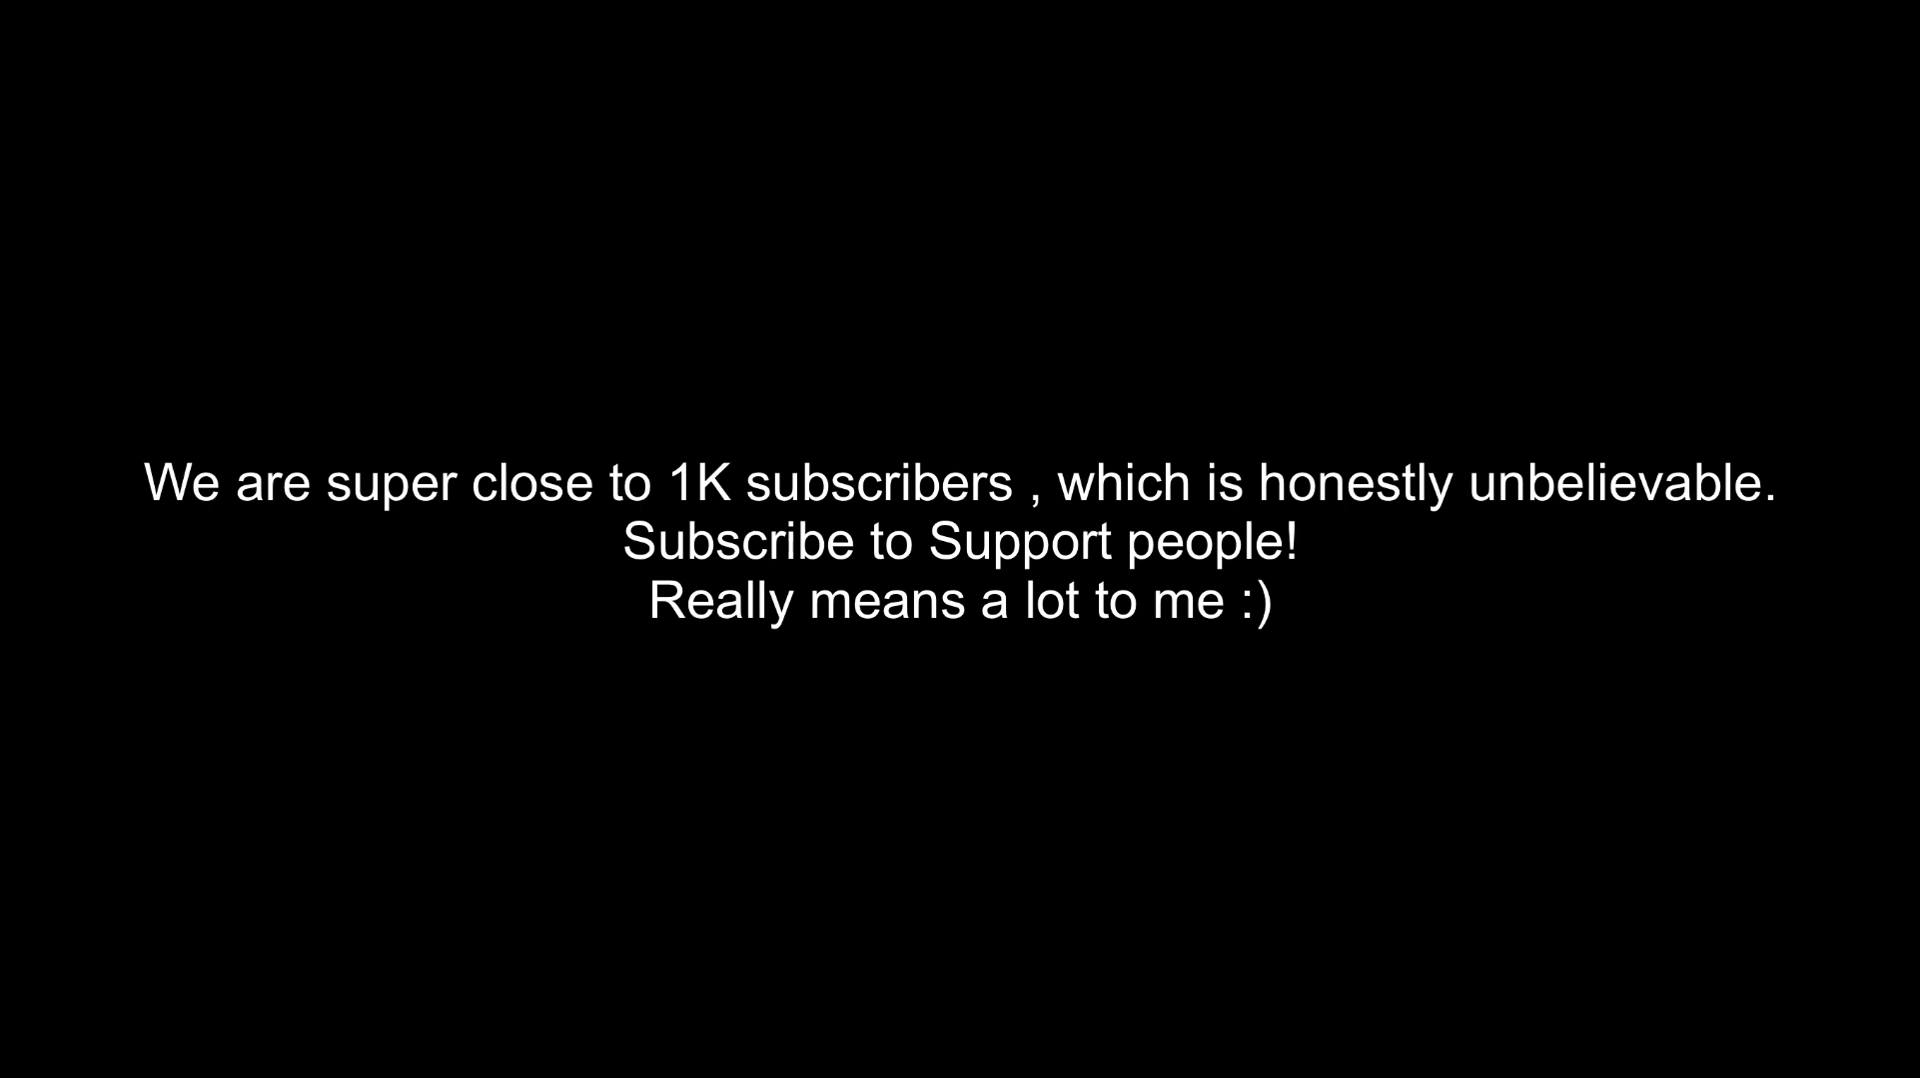 We are super close to 1K subscribers , which is honestly unbelievable.
Subscribe to Support people!
Really means a lot to me :)